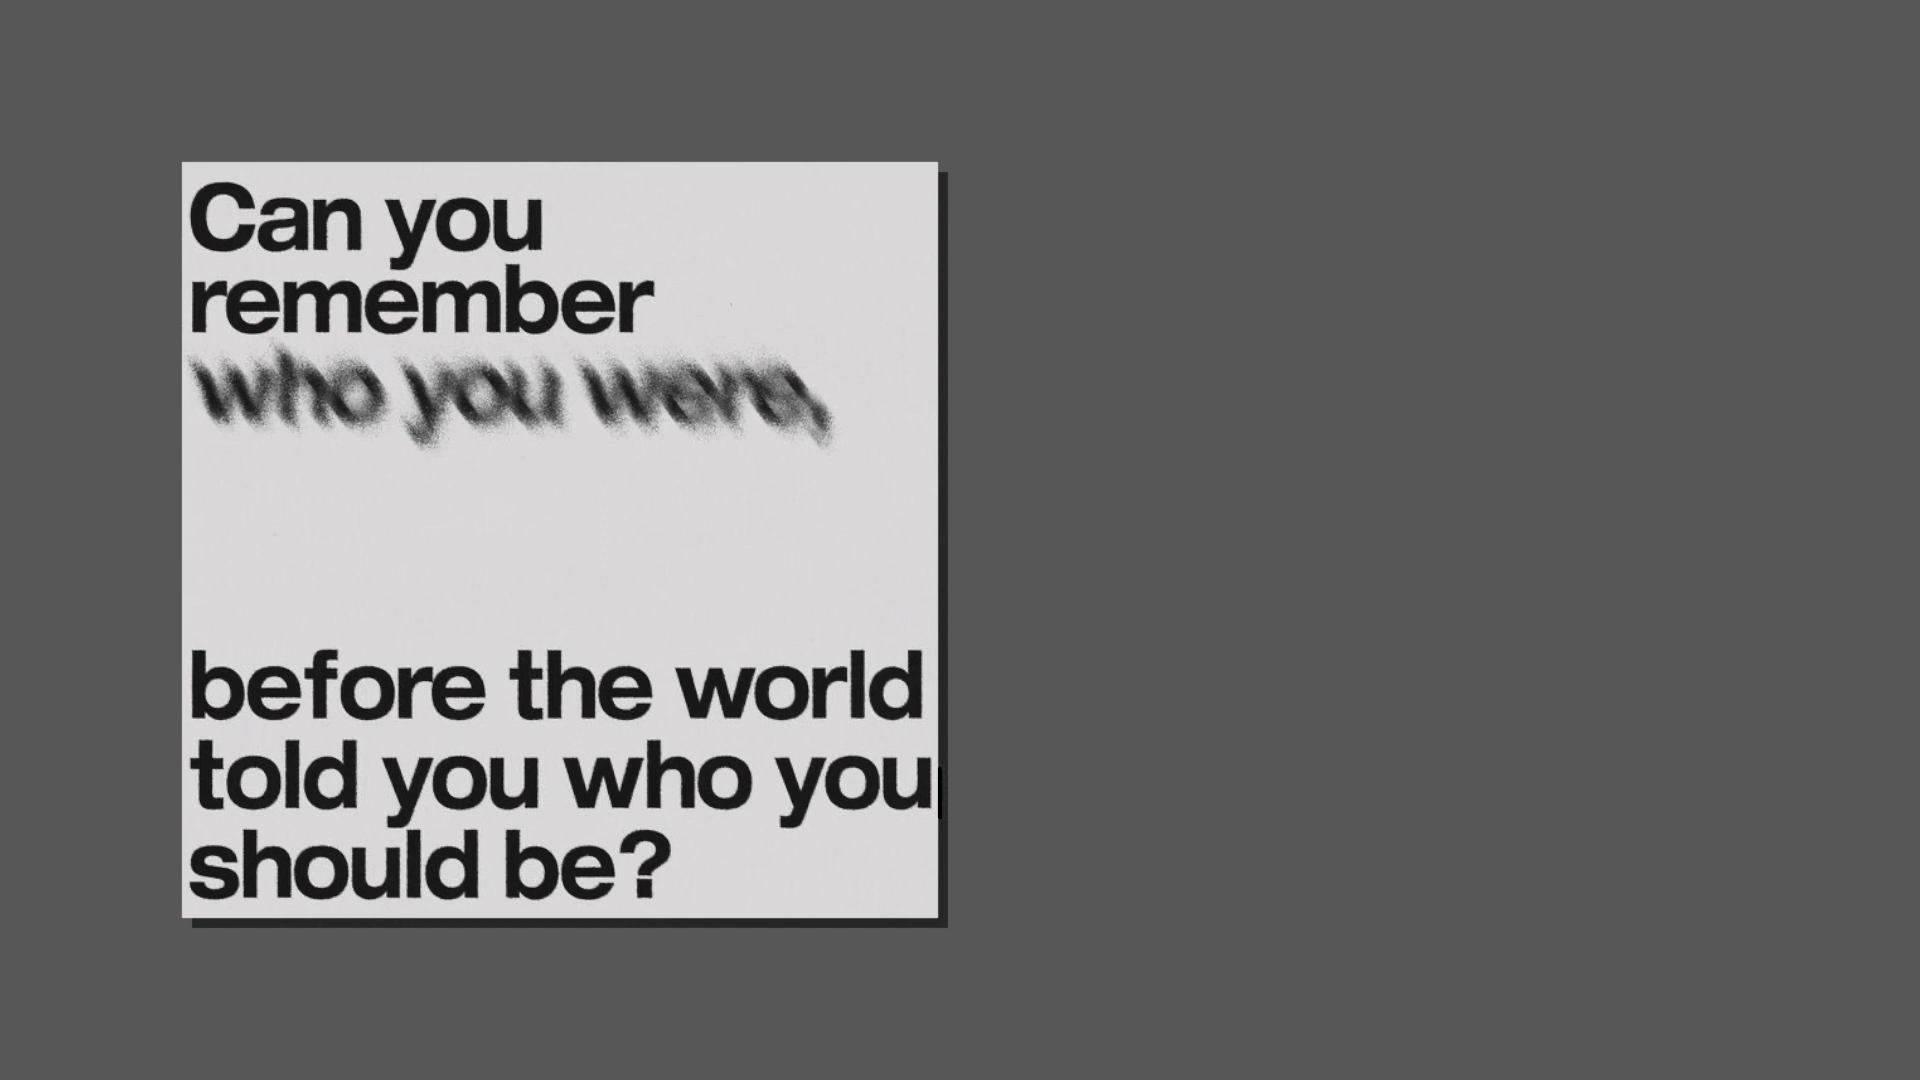 Can you
remember
who you were,
before the world
told you who you
should be?